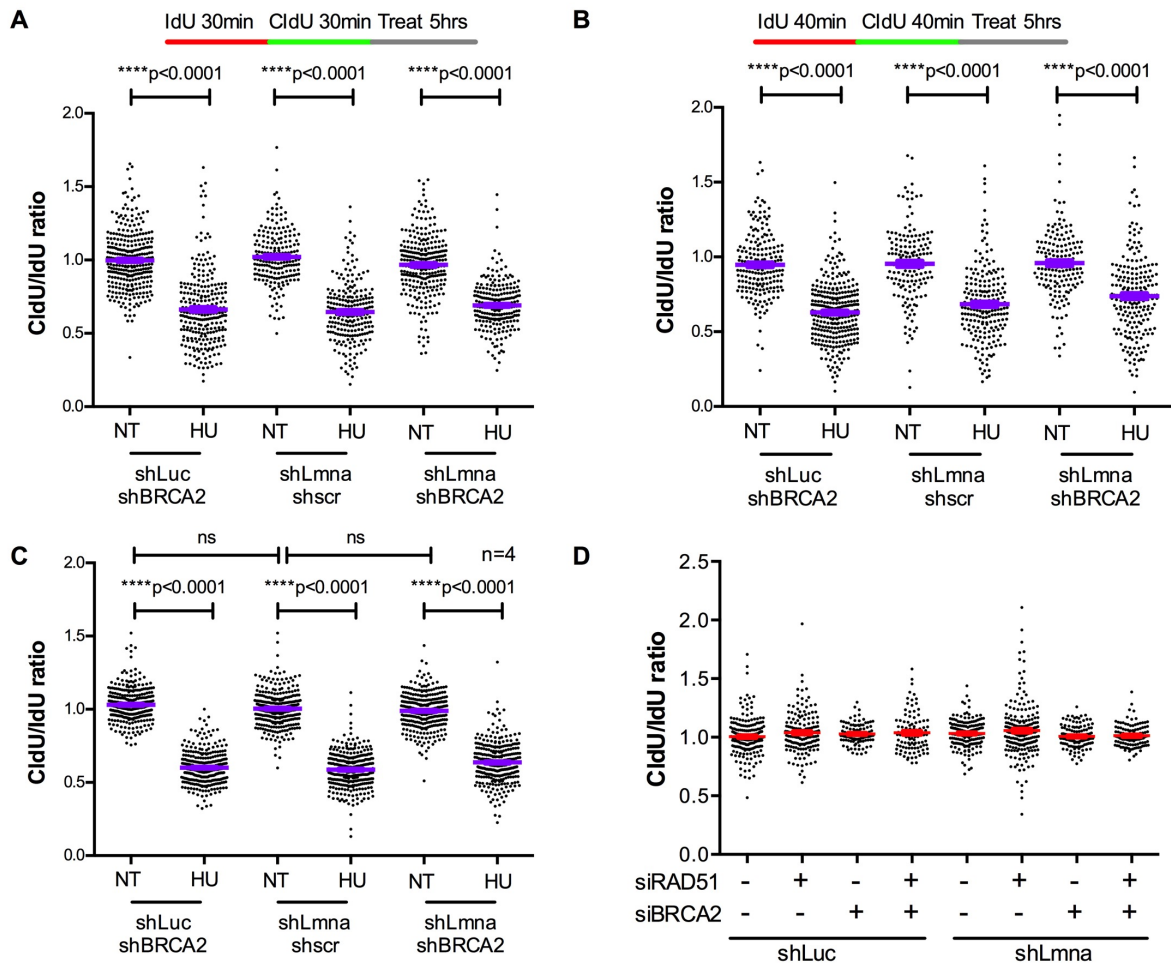 A
IdU 30min CIdU 30min Treat 5hrs
****p<0.0001 ****p<0.0001 ****p<0.0001
CldU/IdU ratio
2.0
1.5
1.0
0.5
0.0
NT HU NT HU NT HU
shLuc shLmna shLmna
shBRCA2 shscr shBRCA2
B
IdU 40min CIdU 40min Treat 5hrs
****p<0.0001 ****p<0.0001 ****p<0.0001
CldU/IdU ratio
2.0
1.5
1.0
0.5
0.0
NT HU NT HU NT HU
shLuc shLmna shLmna
shBRCA2 shscr shBRCA2
C
ns ns n=4
****p<0.0001 ****p<0.0001 ****p<0.0001
CldU/IdU ratio
2.0
1.5
1.0
0.5
0.0
NT HU NT HU NT HU
shLuc shLmna shLmna
shBRCA2 shscr shBRCA2
D
CldU/IdU ratio
2.5
2.0
1.5
1.0
0.5
0.0
siRAD51 - + - + - + - +
siBRCA2 - - + + - - + +
shLuc shLmna